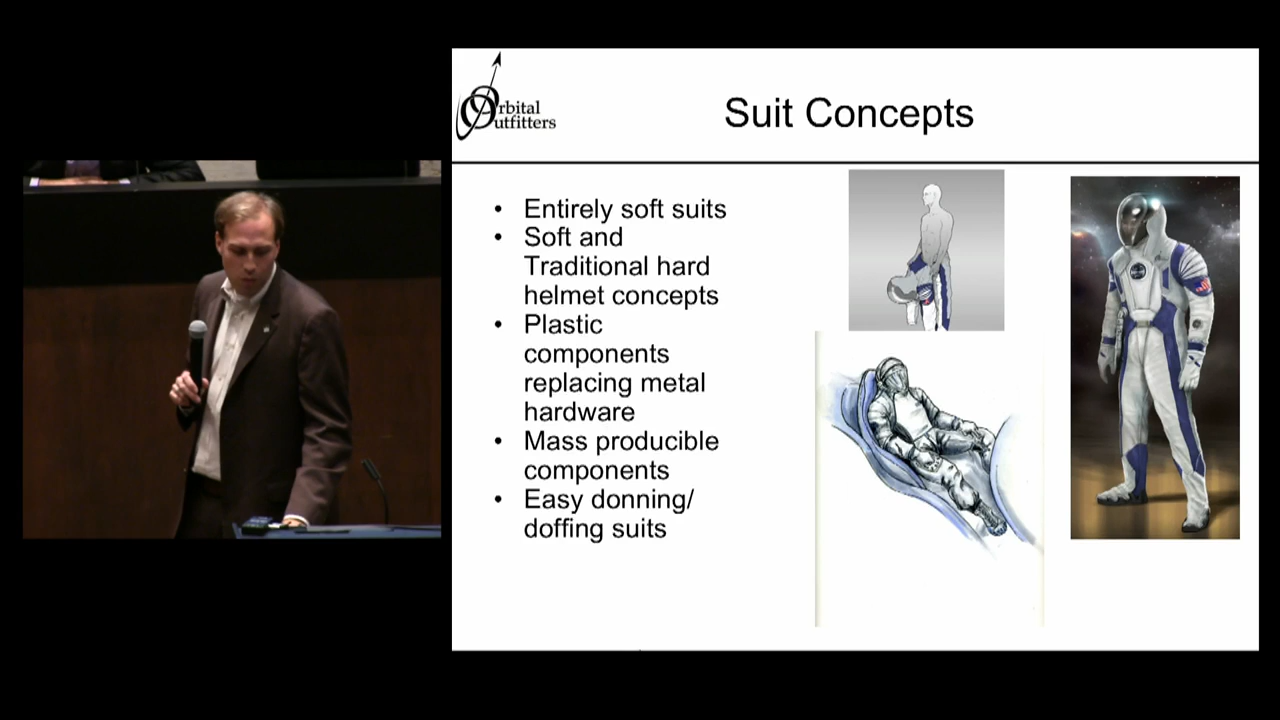 Orbital
Outfitters
Suit Concepts
• Entirely soft suits
• Soft and
Traditional hard
helmet concepts
• Plastic
components
replacing metal
hardware
• Mass producible
components
• Easy donning/
doffing suits